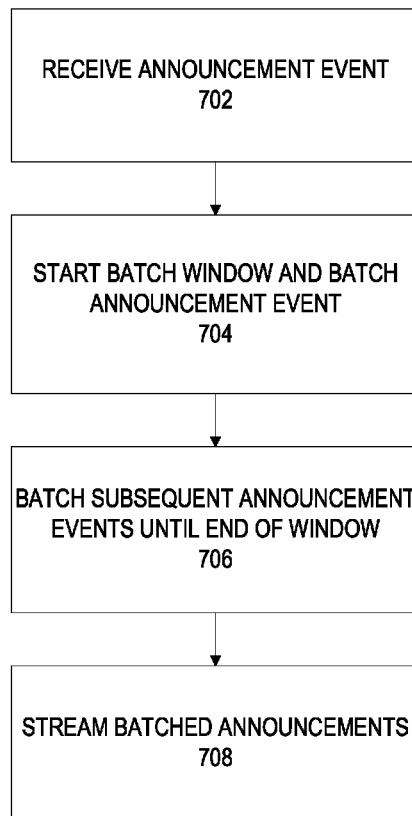 RECEIVE ANNOUNCEMENT EVENT
702
START BATCH WINDOW AND BATCH
ANNOUNCEMENT EVENT
704
BATCH SUBSEQUENT ANNOUNCEMENT
EVENTS UNTIL END OF WINDOW
706
STREAM BATCHED ANNOUNCEMENTS
708